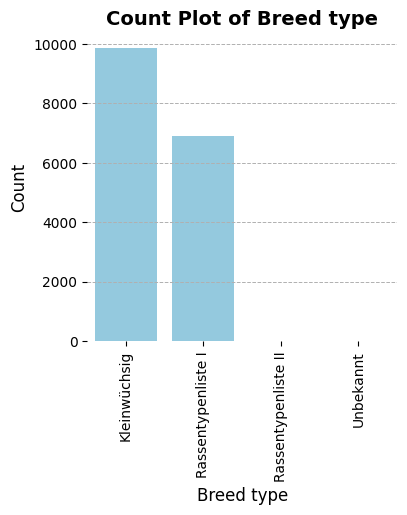 Count Plot of Breed type
10000
8000
6000
4000
2000
0
Count
Kleinwüchsig
Rassentypenliste I
Rassentypenliste II
Unbekannt
Breed type